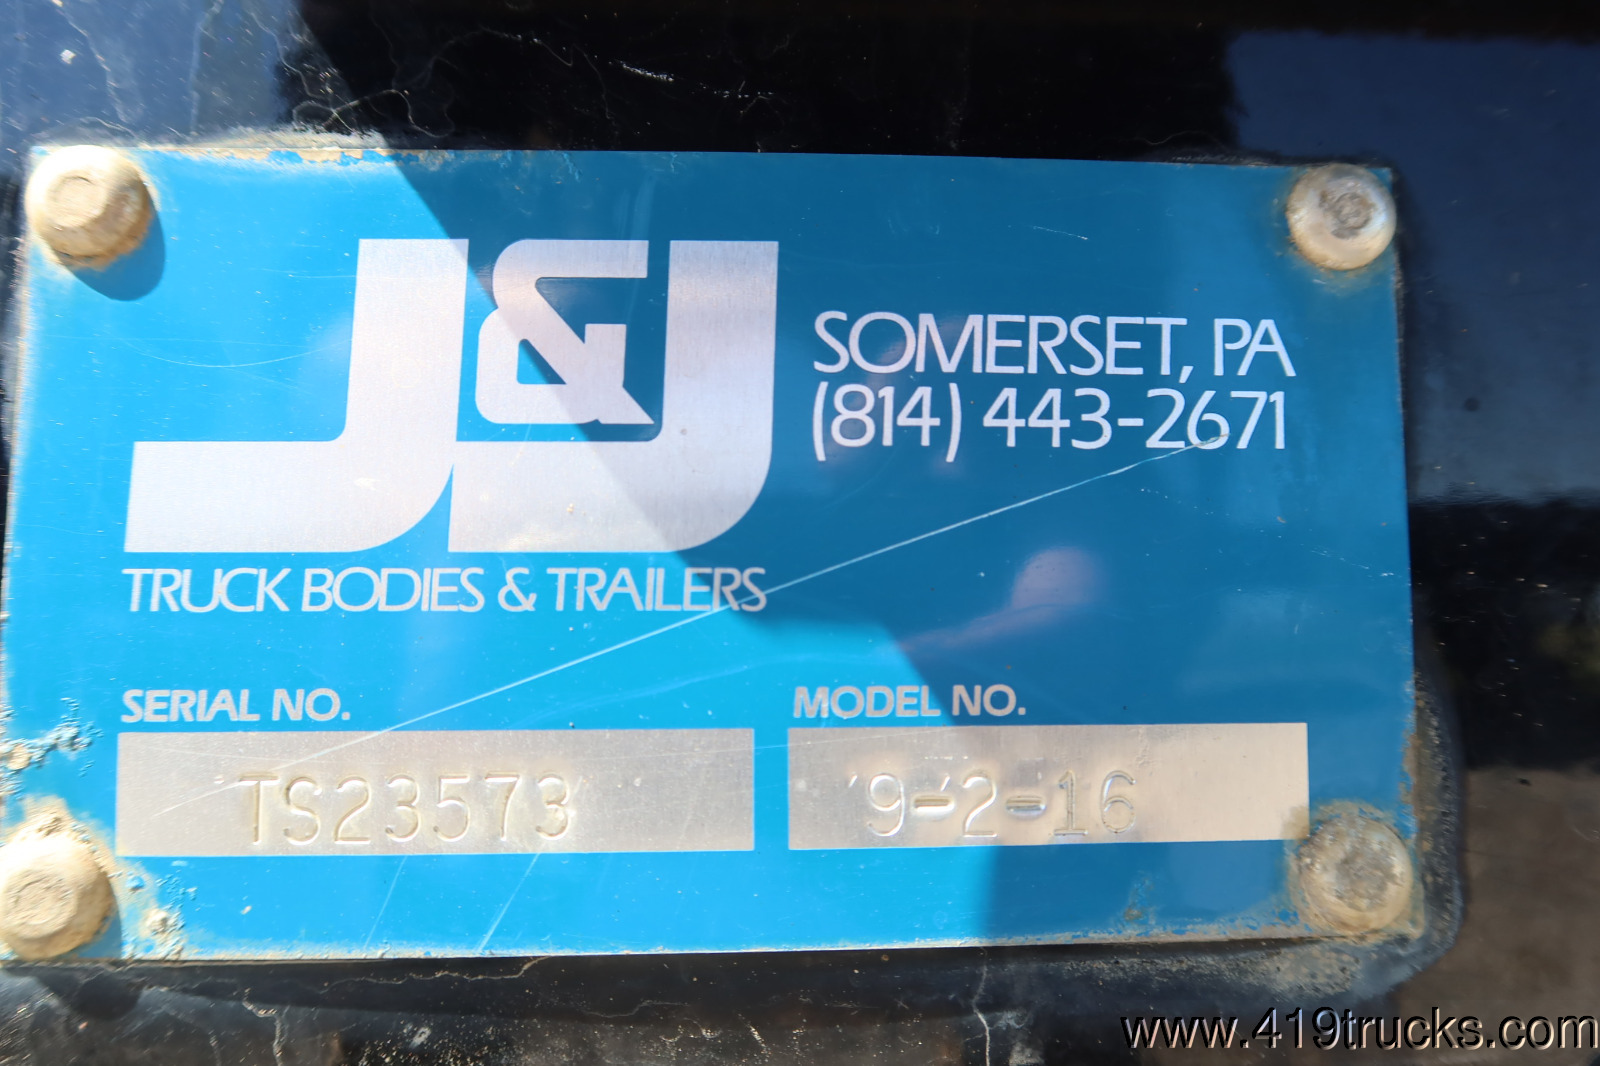 J&J
SOMERSET, PA
(814) 443-2671
TRUCK BODIES & TRAILERS
SERIAL NO.
MODEL NO.
TS23573
9-2-16
www.419trucks.com